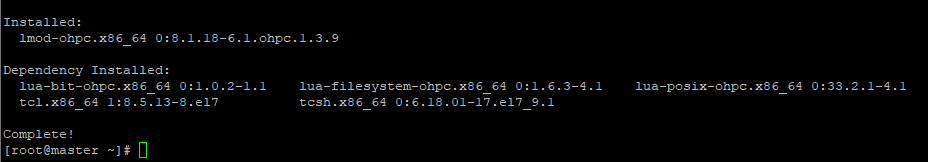 Installed:
lmod-ohpc.x86_64 0:8.1.18-6.1.ohpc.1.3.9
Dependency Installed:
lua-bit-ohpc.x86_64 0:1.0.2-1.1 lua-filesystem-ohpc.x86_64 0:1.6.3-4.1 lua-posix-ohpc.x86_64 0:33.2.1-4.1
tcl.x86_64 1:8.5.13-8.el7 tcsh.x86_64 0:6.18.01-17.el7_9.1
Complete!
[root@master ~]#